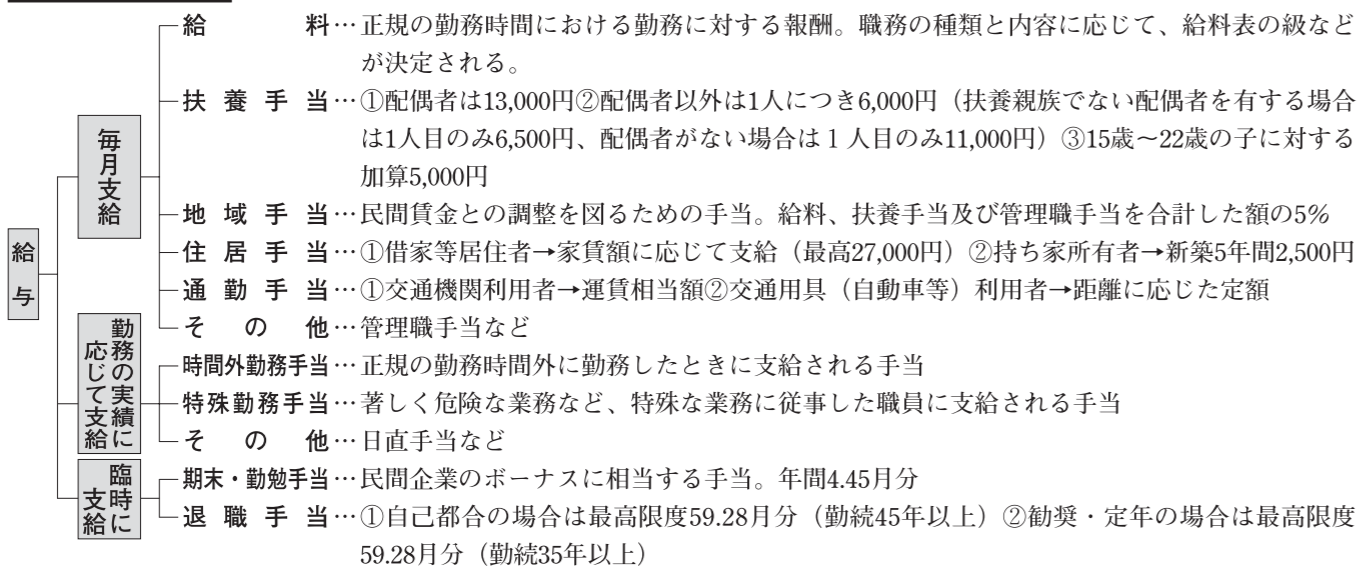 給与
毎月支給
給料…正規の勤務時間における勤務に対する報酬。職務の種類と内容に応じて、給料表の級など
が決定される。
扶養手当…①配偶者は13,000円②配偶者以外は1人につき6,000円（扶養親族でない配偶者を有する場合
は1人目のみ6,500円、配偶者がない場合は１人目のみ11,000円）③15歳～22歳の子に対する
加算5,000円
地域手当…民間賃金との調整を図るための手当。給料、扶養手当及び管理職手当を合計した額の5%
住居手当…①借家等居住者→家賃額に応じて支給（最高27,000円）②持ち家所有者→新築5年間2,500円
通勤手当…①交通機関利用者→運賃相当額②交通用具（自動車等）利用者→距離に応じた定額
その他…管理職手当など
勤務の実績に
応じて支給
時間外勤務手当…正規の勤務時間外に勤務したときに支給される手当
特殊勤務手当…著しく危険な業務など、特殊な業務に従事した職員に支給される手当
その他…日直手当など
臨時に
支給
期末・勤勉手当…民間企業のボーナスに相当する手当。年間4.45月分
退職手当…①自己都合の場合は最高限度59.28月分（勤続45年以上）②勧奨・定年の場合は最高限度
59.28月分（勤続35年以上）